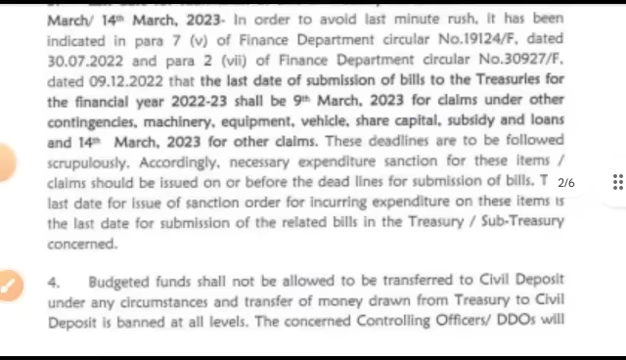 March/ 14th March, 2023- In order to avoid last minute rush, it has been
indicated in para 7 (v) of Finance Department circular No.19124/F, dated
30.07.2022 and para 2 (vii) of Finance Department circular No.30927/F,
dated 09.12.2022 that the last date of submission of bills to the Treasuries for
the financial year 2022-23 shall be 9th March, 2023 for claims under other
contingencies, machinery, equipment, vehicle, share capital, subsidy and loans
and 14th March, 2023 for other claims. These deadlines are to be followed
scrupulously. Accordingly, necessary expenditure sanction for these items /
claims should be issued on or before the dead lines for submission of bills. T
2/6
last date for issue of sanction order for incurring expenditure on these items is
the last date for submission of the related bills in the Treasury / Sub-Treasury
concerned.
4. Budgeted funds shall not be allowed to be transferred to Civil Deposit
under any circumstances and transfer of money drawn from Treasury to Civil
Deposit is banned at all levels. The concerned Controlling Officers/ DDOs will